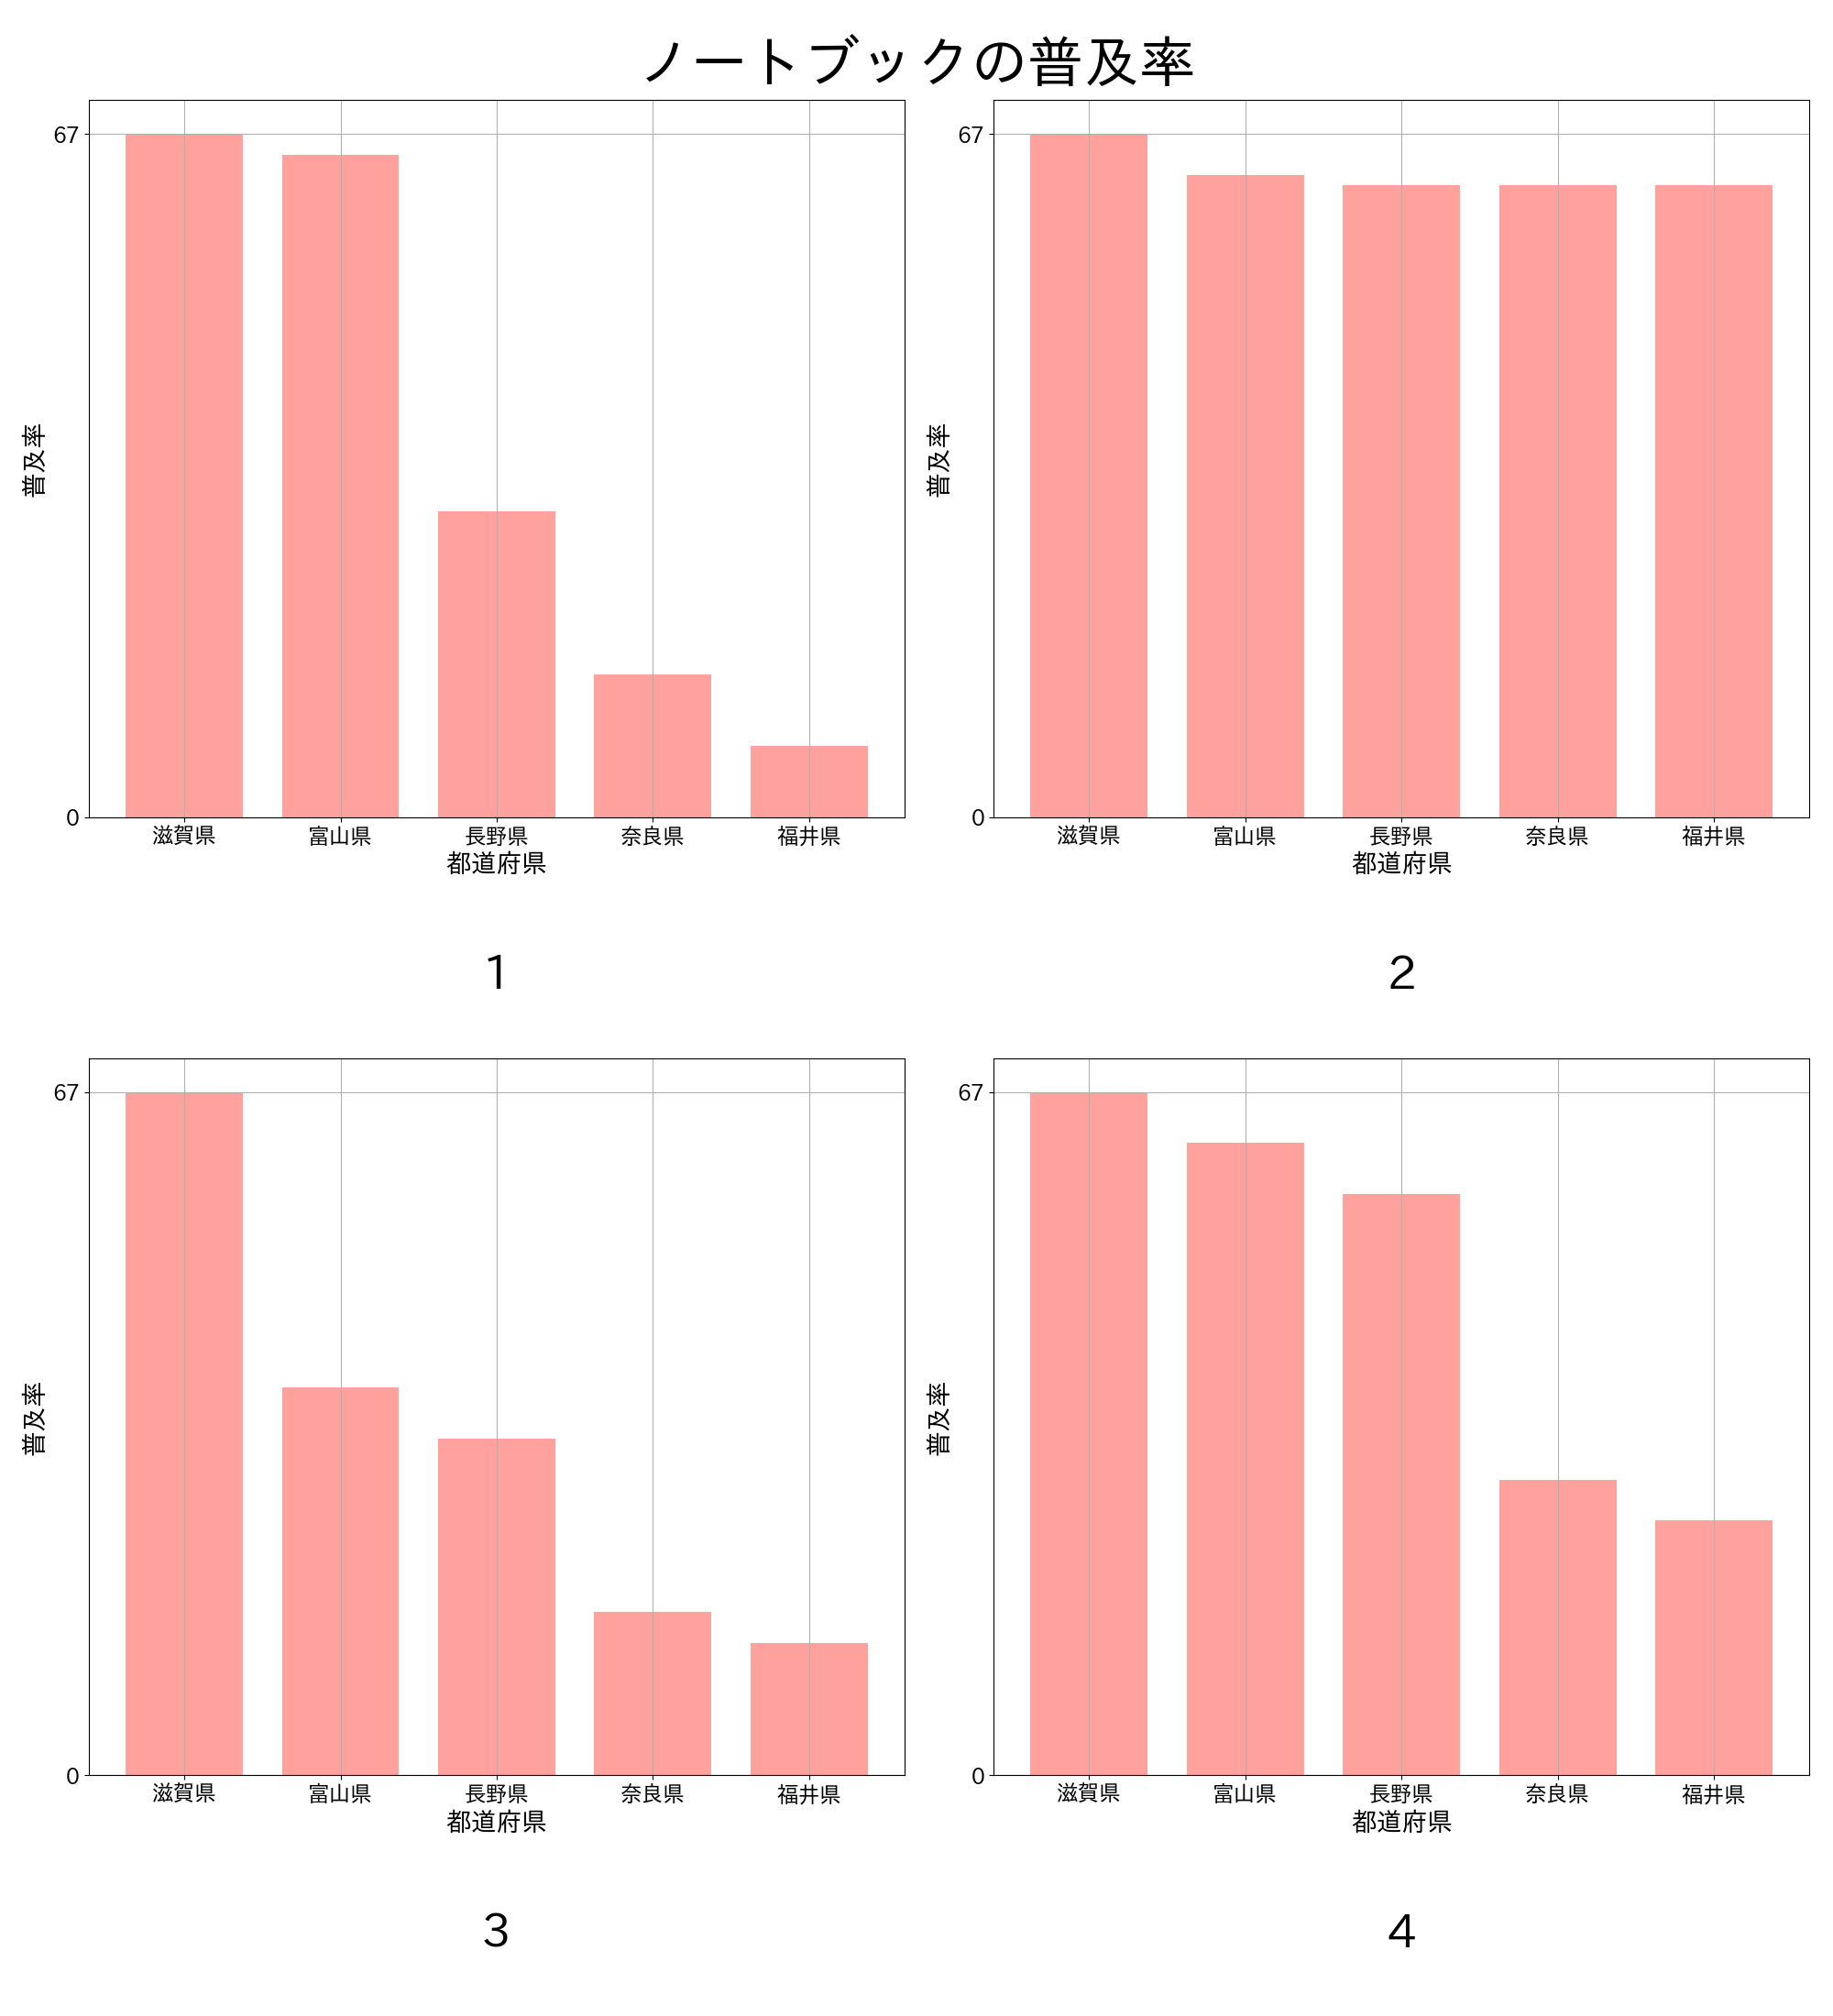 ノートブックの普及率
67
0
普及率
滋賀県 富山県 長野県 奈良県 福井県
都道府県
1
67
0
普及率
滋賀県 富山県 長野県 奈良県 福井県
都道府県
2
67
0
普及率
滋賀県 富山県 長野県 奈良県 福井県
都道府県
3
67
0
普及率
滋賀県 富山県 長野県 奈良県 福井県
都道府県
4